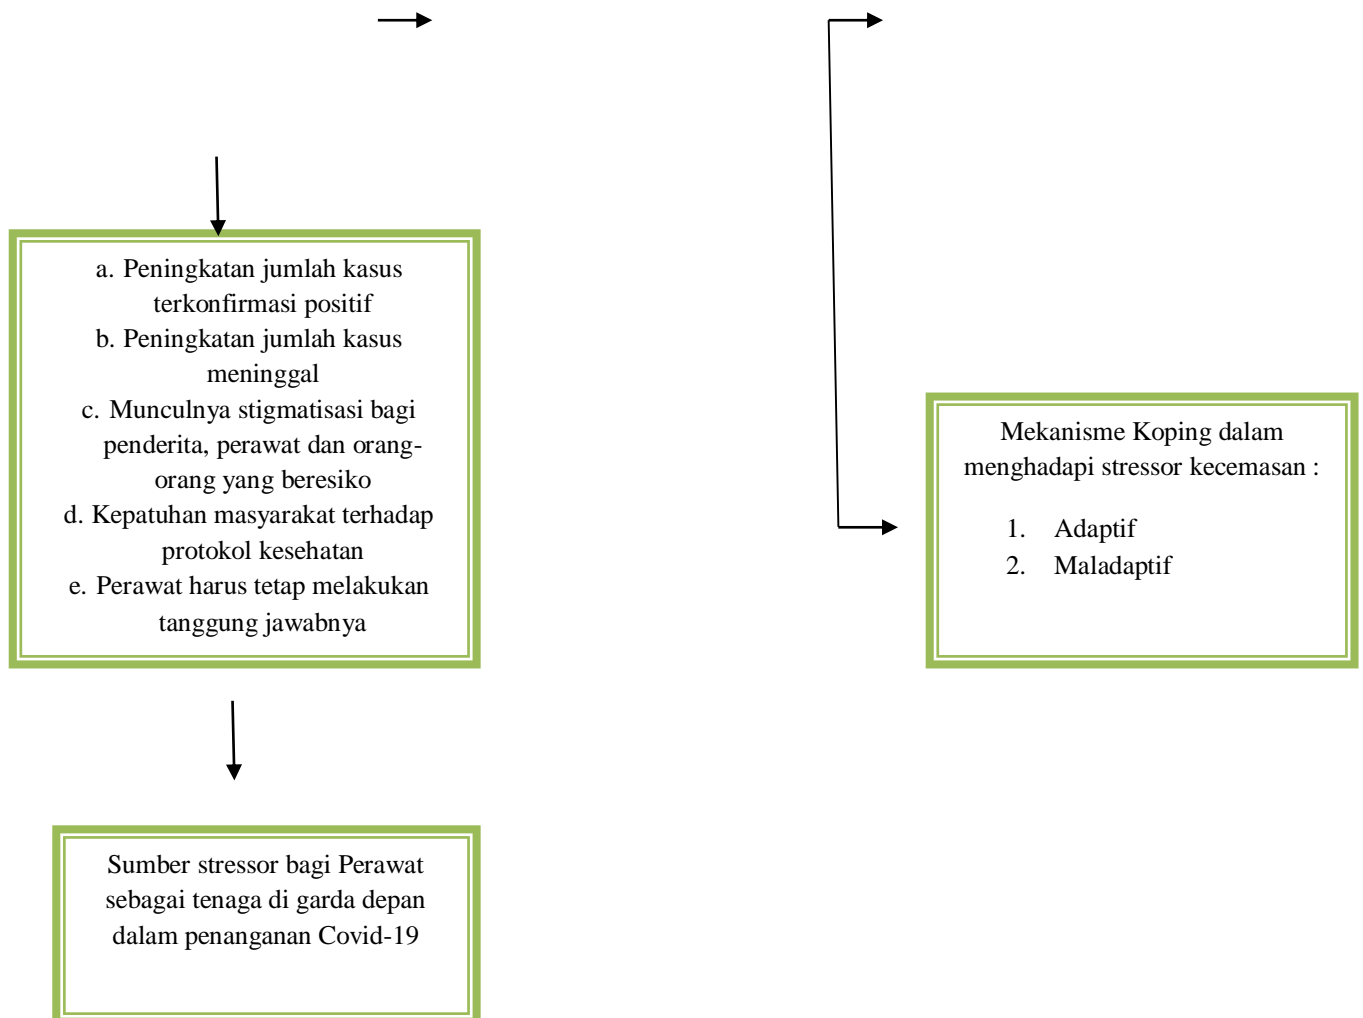 a. Peningkatan jumlah kasus
terkonfirmasi positif
b. Peningkatan jumlah kasus
meninggal
c. Munculnya stigmatisasi bagi
penderita, perawat dan orang-
orang yang beresiko
d. Kepatuhan masyarakat terhadap
protokol kesehatan
e. Perawat harus tetap melakukan
tanggung jawabnya
Mekanisme Koping dalam
menghadapi stressor kecemasan :
1. Adaptif
2. Maladaptif
Sumber stressor bagi Perawat
sebagai tenaga di garda depan
dalam penanganan Covid-19